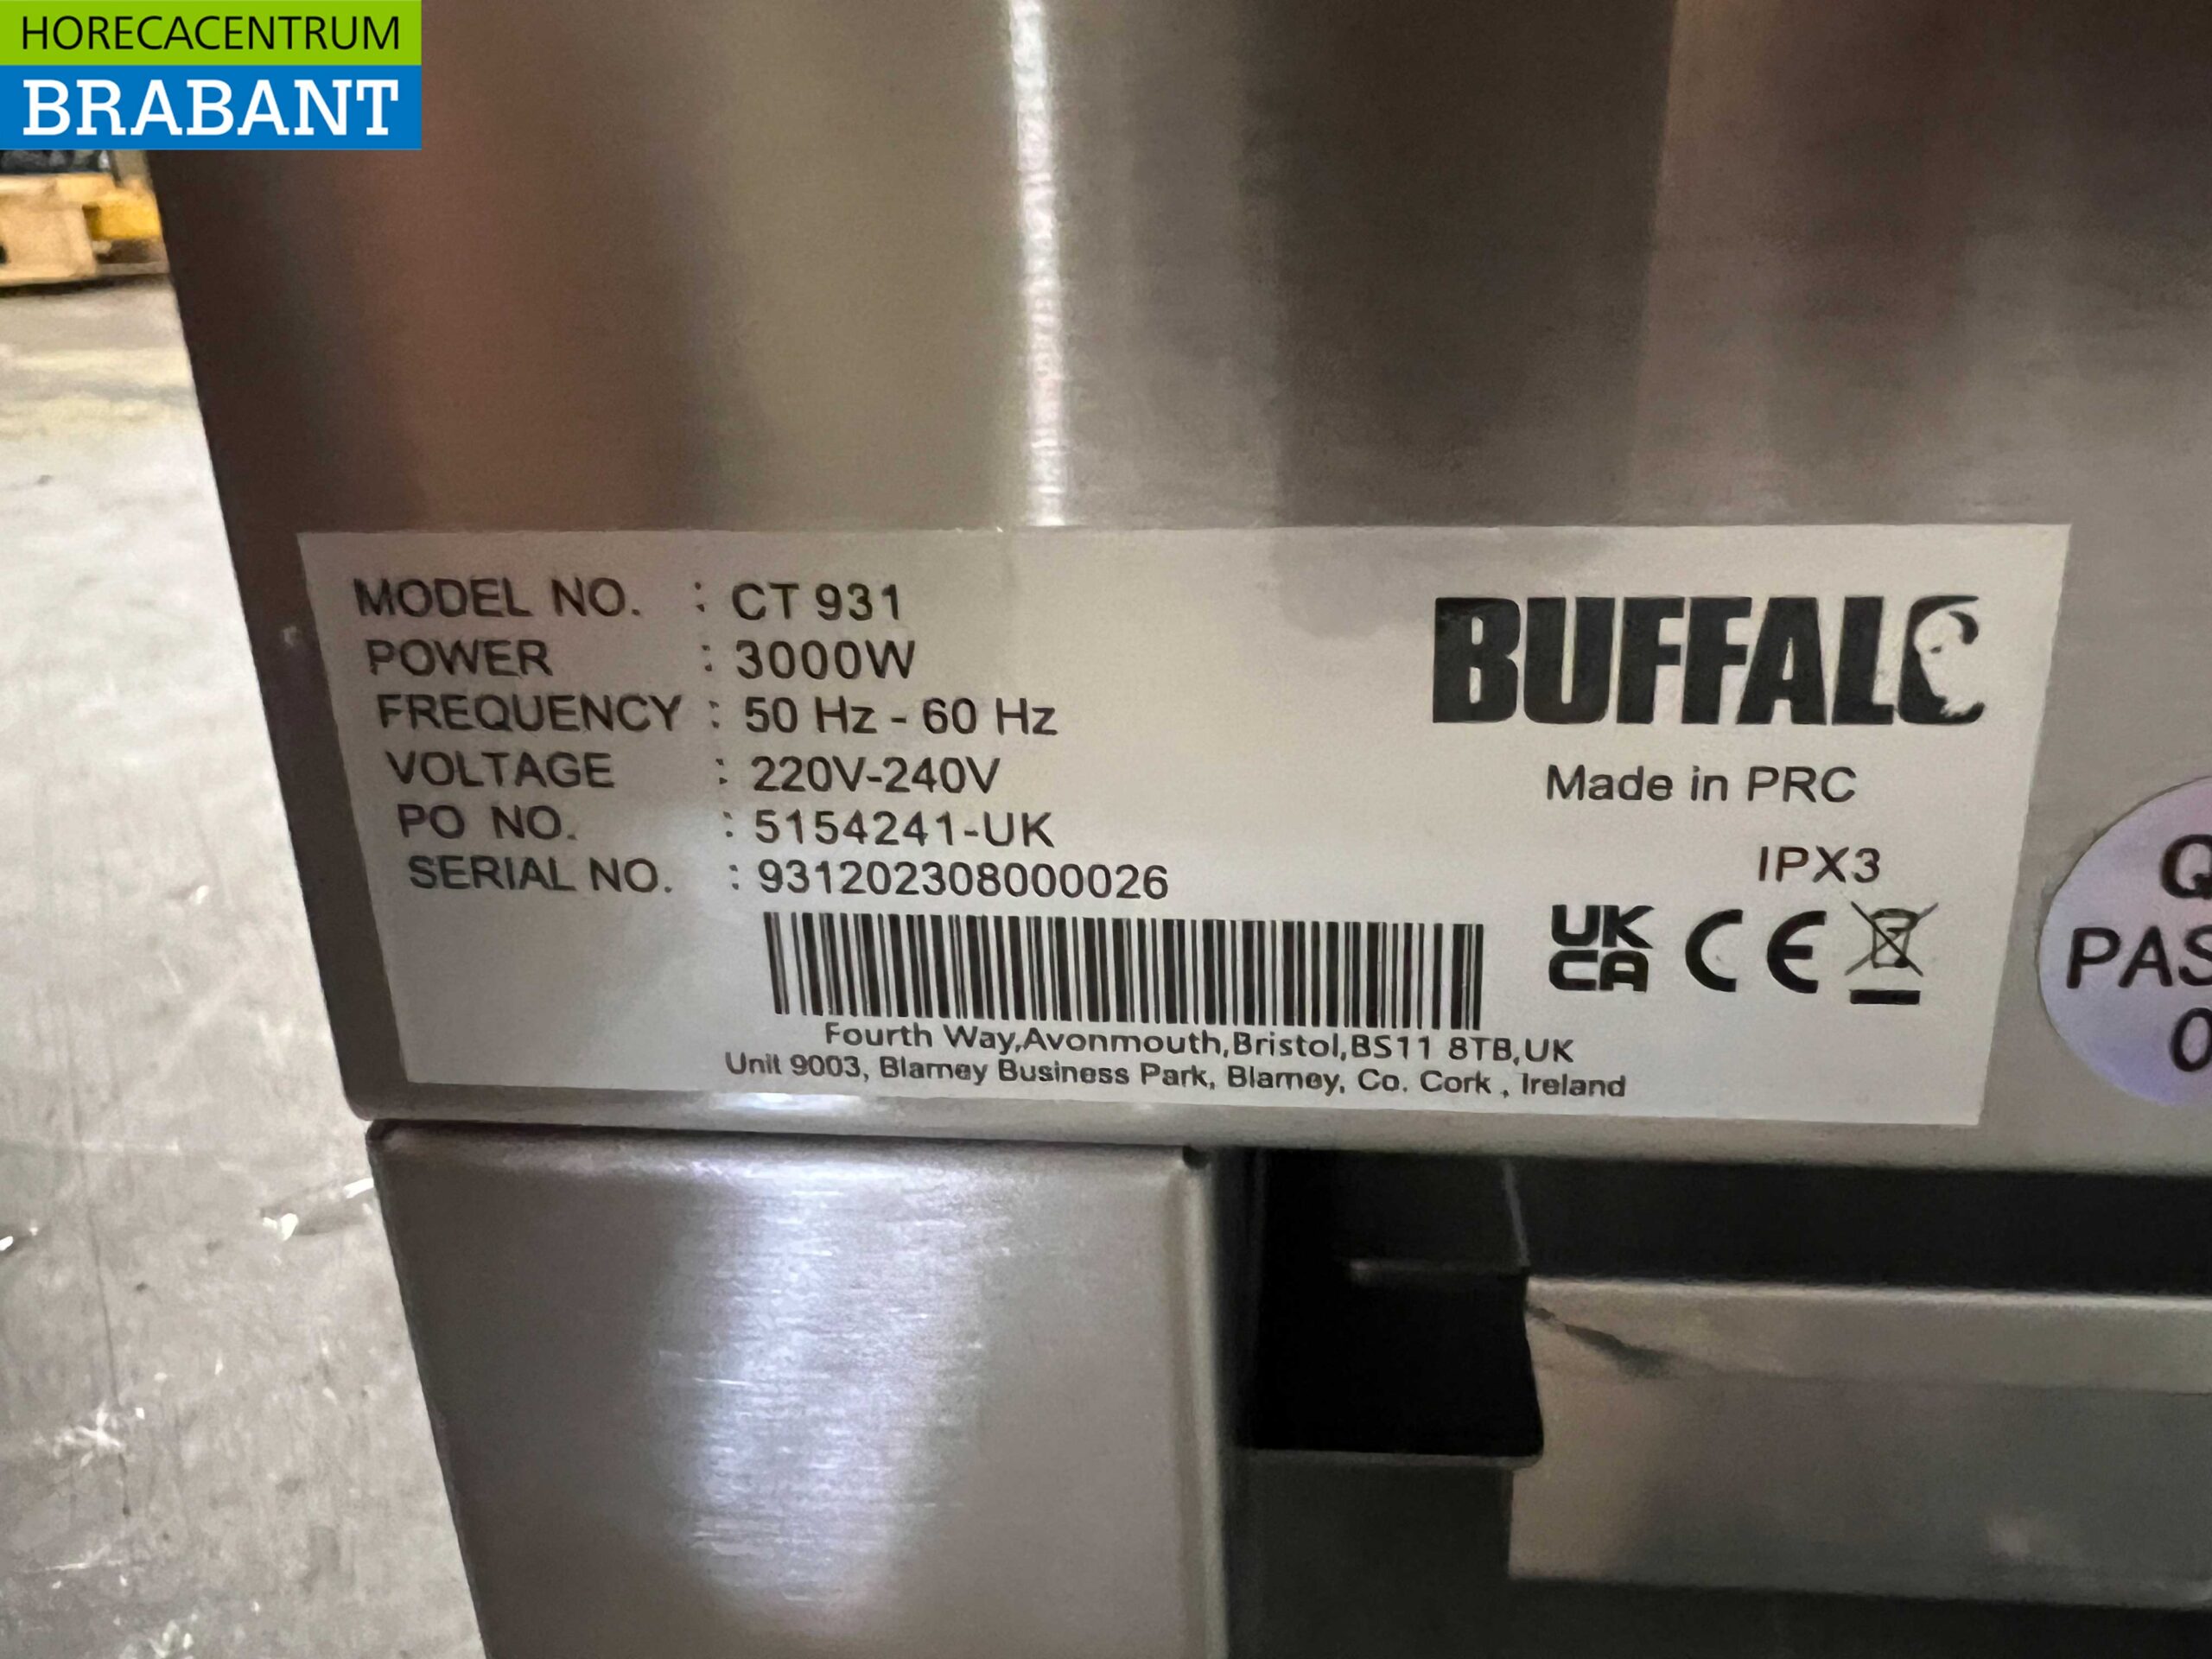 HORECACENTRUM
BRABANT
MODEL NO. : CT 931
POWER : 3000W
FREQUENCY : 50 Hz - 60 Hz
VOLTAGE : 220V-240V
PO NO. : 5154241-UK
SERIAL NO. : 931202308000026
BUFFALO
Made in PRC
IPX3
UK
CA CE
Fourth Way,Avonmouth,Bristol,BS11 8TB,UK
Unit 9003, Blarney Business Park, Blarney, Co. Cork , Ireland